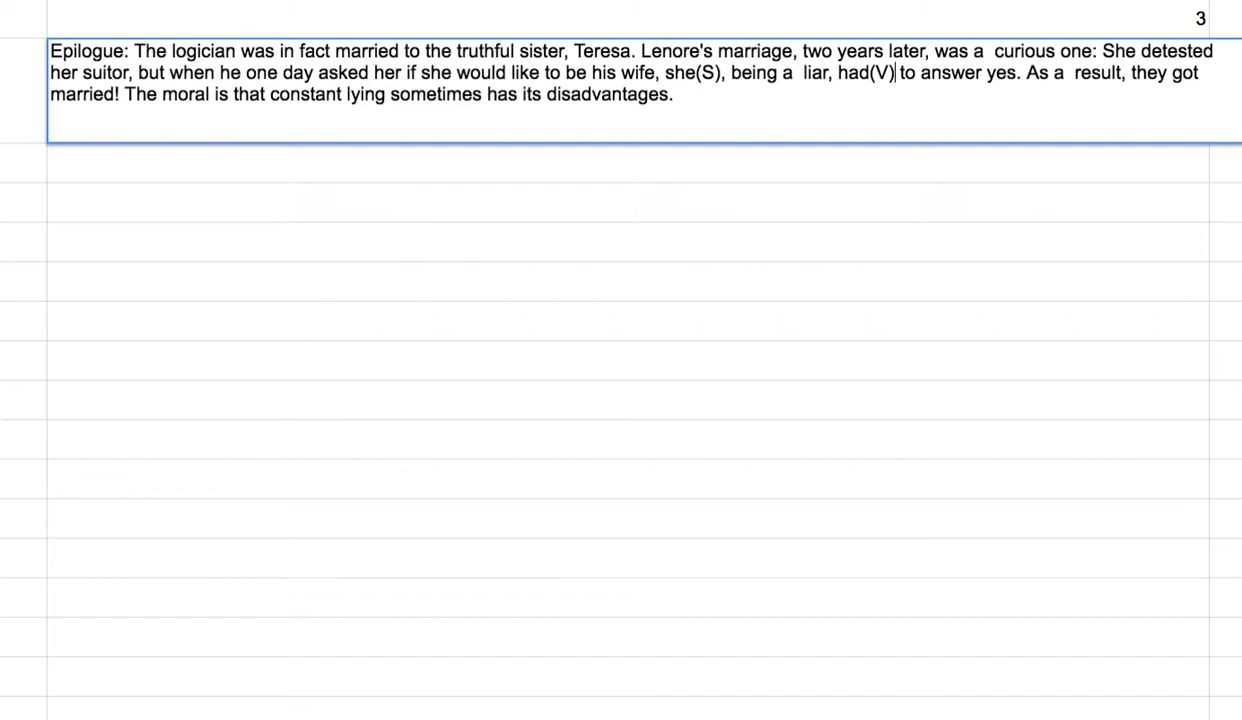 3
Epilogue: The logician was in fact married to the truthful sister, Teresa. Lenore's marriage, two years later, was a  curious one: She detested
her suitor, but when he one day asked her if she would like to be his wife, she(S), being a  liar, had(V) to answer yes. As a  result, they got
married! The moral is that constant lying sometimes has its disadvantages.